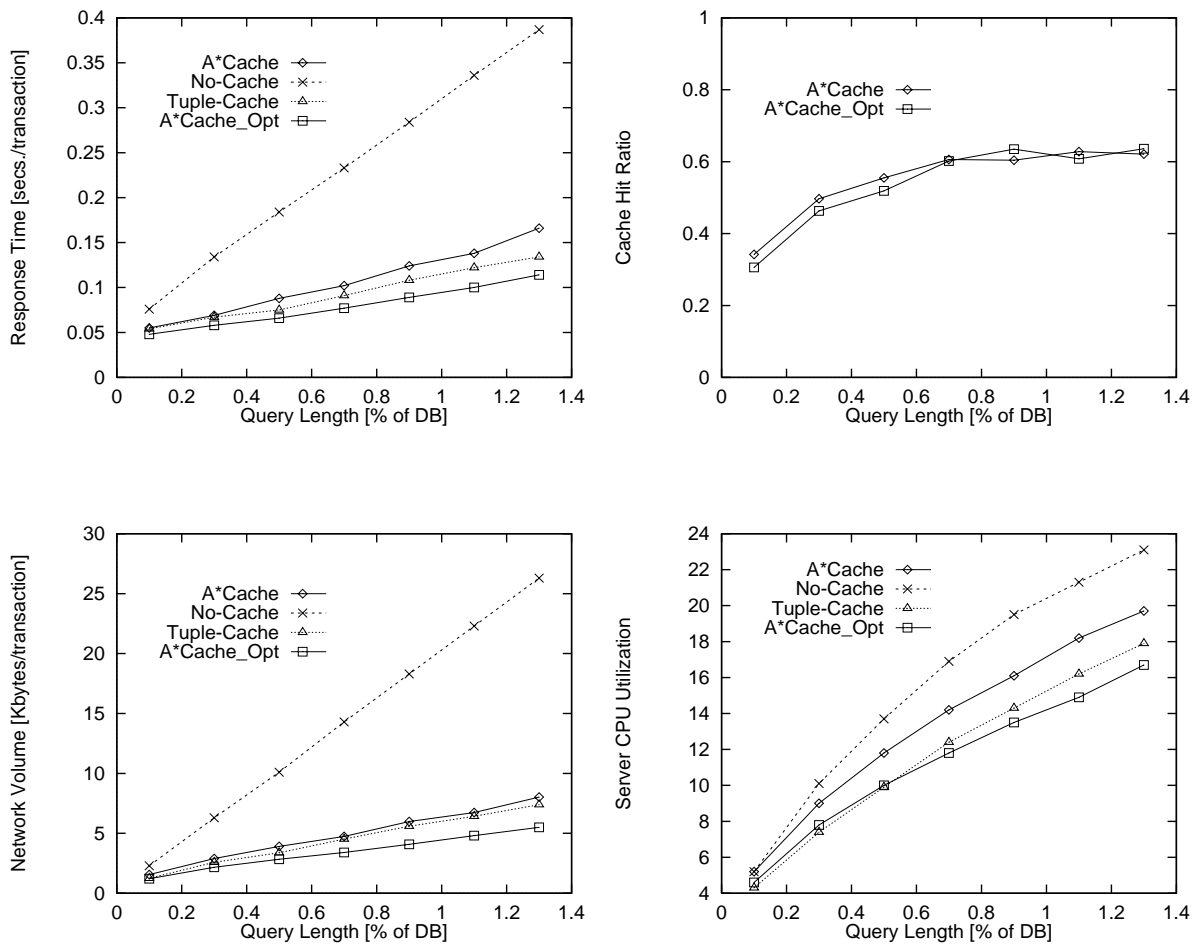 Response Time [secs./transaction]
0.4
0.35
0.3
0.25
0.2
0.15
0.1
0.05
0
A*Cache
No-Cache
Tuple-Cache
A*Cache_Opt
0 0.2 0.4 0.6 0.8 1 1.2 1.4
Query Length [% of DB]
Cache Hit Ratio
1
0.8
0.6
0.4
0.2
0
A*Cache
A*Cache_Opt
0 0.2 0.4 0.6 0.8 1 1.2 1.4
Query Length [% of DB]
Network Volume [Kbytes/transaction]
30
25
20
15
10
5
0
A*Cache
No-Cache
Tuple-Cache
A*Cache_Opt
0 0.2 0.4 0.6 0.8 1 1.2 1.4
Query Length [% of DB]
Server CPU Utilization
24
22
20
18
16
14
12
10
8
6
4
A*Cache
No-Cache
Tuple-Cache
A*Cache_Opt
0 0.2 0.4 0.6 0.8 1 1.2 1.4
Query Length [% of DB]